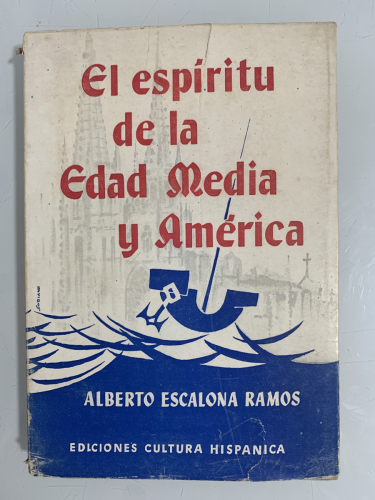 El espíritu
de la
Edad Media
y América
ALBERTO ESCALONA RAMOS
EDICIONES CULTURA HISPANICA